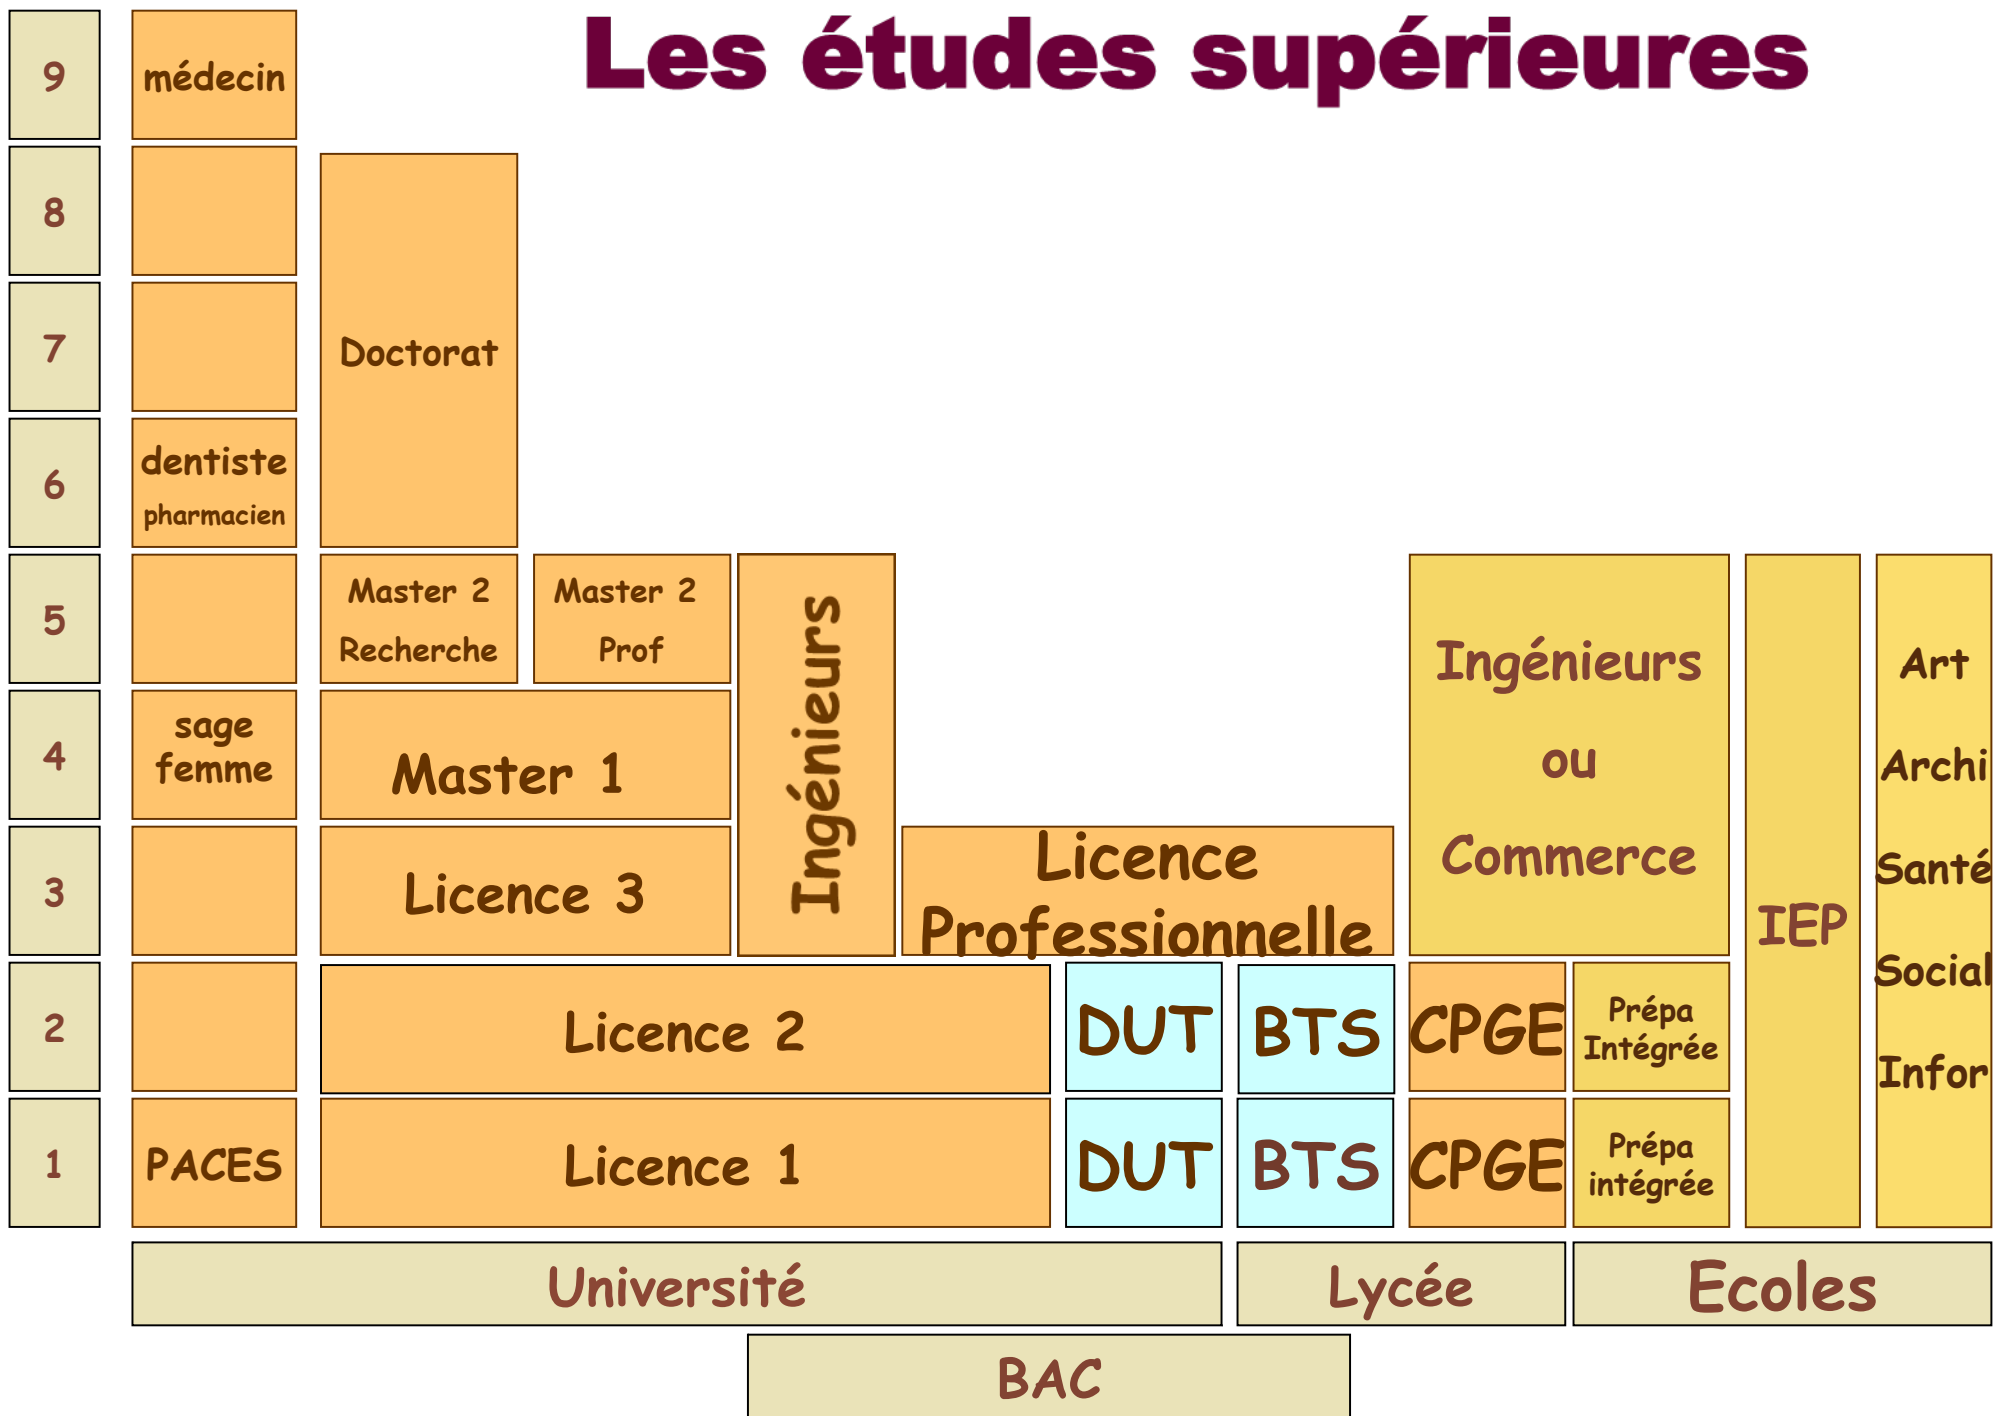 Les études supérieures
9
médecin
8
7
Doctorat
6
dentiste
pharmacien
5
Master 2
Recherche
Master 2
Prof
Ingénieurs
Ingénieurs
ou
Commerce
IEP
Art
Archi
Santé
Social
Infor
4
sage
femme
Master 1
3
Licence 3
Licence
Professionnelle
2
Licence 2
DUT
BTS
CPGE
Prépa
Intégrée
1
PACES
Licence 1
DUT
BTS
CPGE
Prépa
intégrée
Université
Lycée
Ecoles
BAC